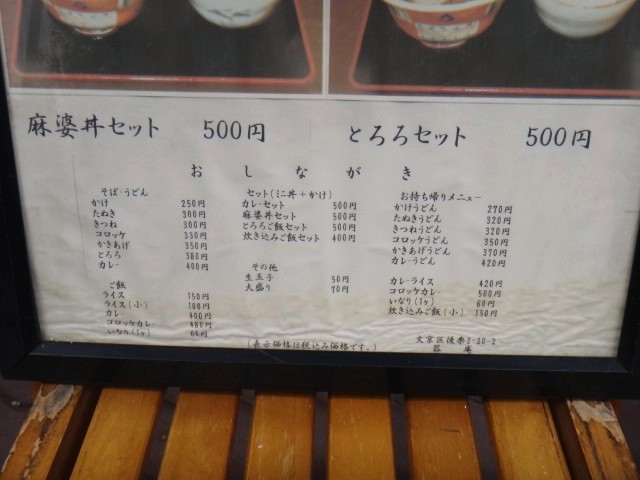 麻婆丼セット 500円
とろろセット 500円
おしながき
そば・うどん
かけ 250円
たぬき 300円
きつね 300円
コロッケ 330円
かきあげ 350円
とろろ 380円
カレー 400円
ご飯
ライス 150円
ライス(小) 100円
カレー 400円
コロッケカレー 480円
いなり(1ヶ) 60円
セット(ミニ丼+かけ)
カレーセット 500円
麻婆丼セット 500円
とろろご飯セット 500円
炊き込みご飯セット 400円
その他
生玉子 50円
大盛り 70円
(表示価格は税込み価格です。)
お持ち帰りメニュー
かけうどん 270円
たぬきうどん 320円
きつねうどん 320円
コロッケうどん 350円
かきあげうどん 370円
カレーうどん 420円
カレーライス 420円
コロッケカレー 500円
いなり(1ヶ) 60円
炊き込みご飯(小) 150円
文京区後楽2-20-2
庵